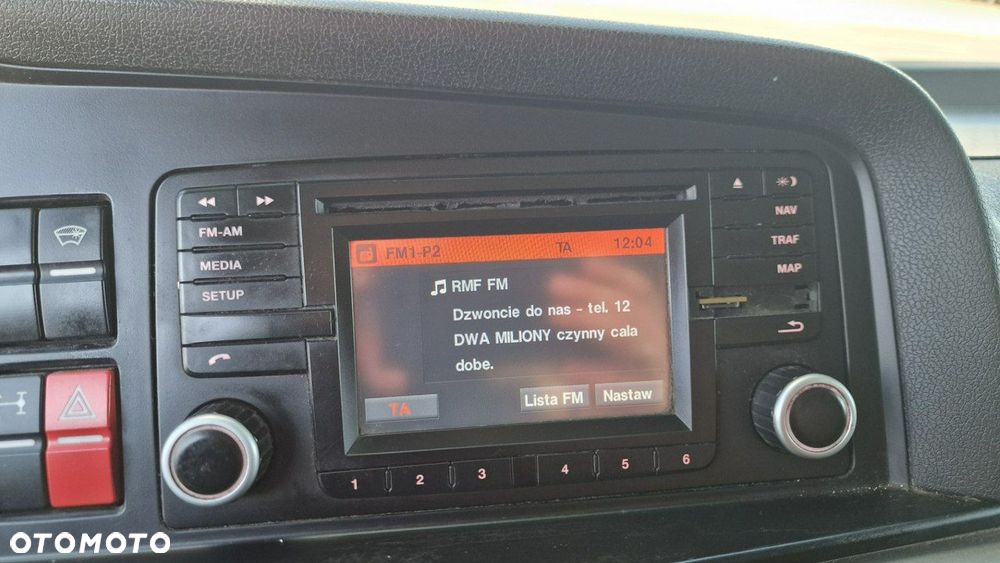 FM-AM
MEDIA
SETUP
NAV
TRAF
MAP
FM1-P2 TA 12:04
RMF FM
Dzwoncie do nas - tel. 12
DWA MILIONY czynny cala
dobe.
TA Lista FM Nastaw
1 2 3 4 5 6
OTOMOTO